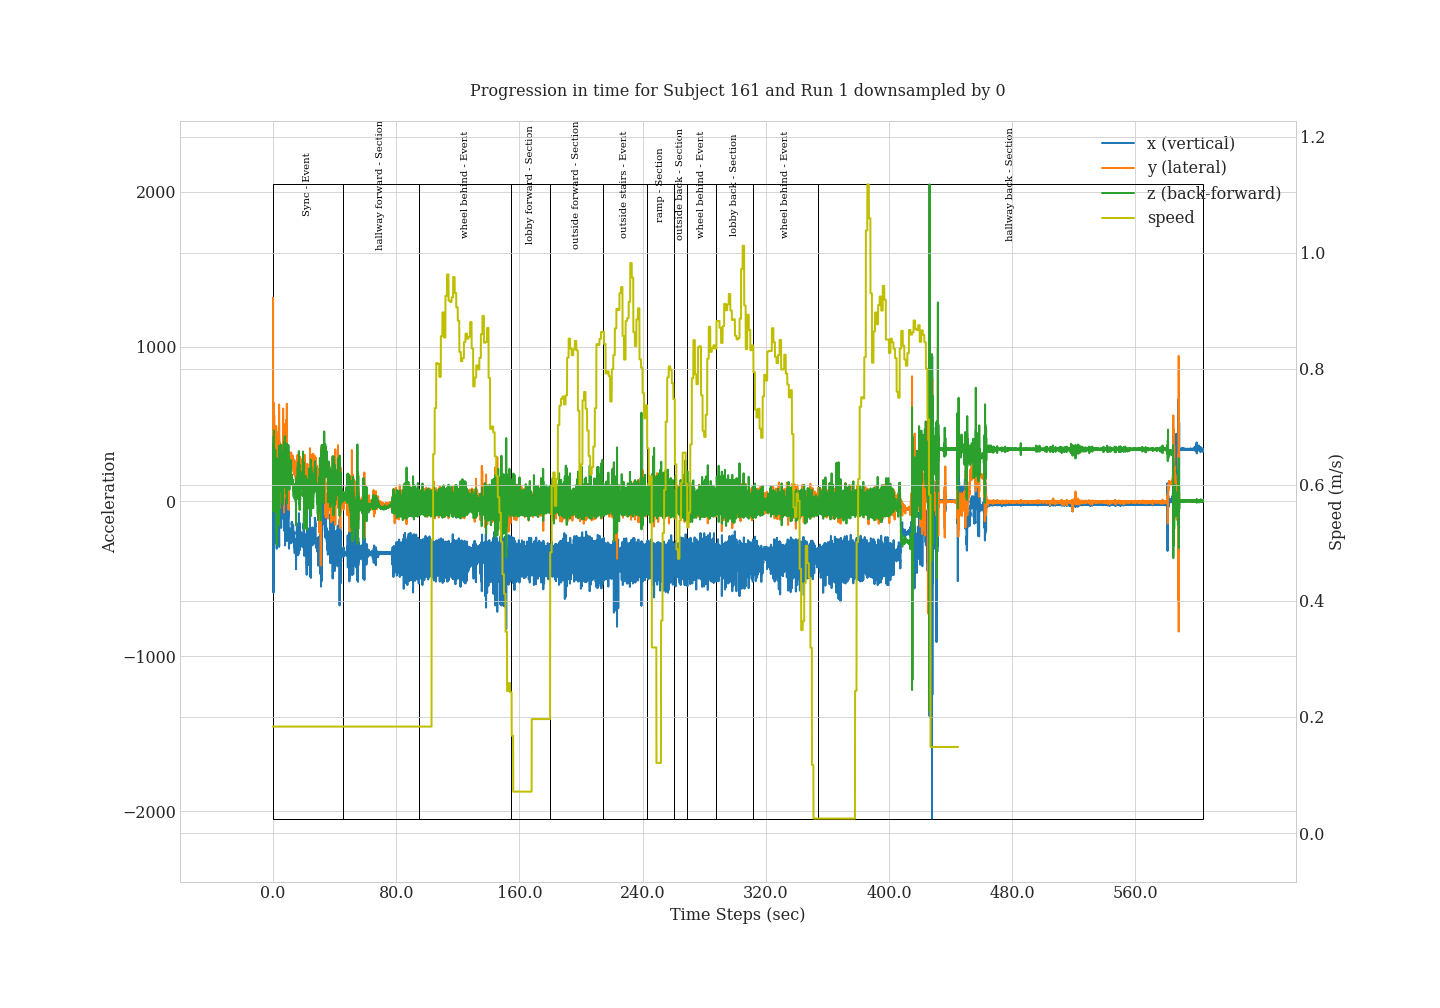 Progression in time for Subject 161 and Run 1 downsampled by 0
Sync - Event
hallway forward - Section
wheel behind - Event
lobby forward - Section
outside forward - Section
outside stairs - Event
ramp - Section
outside back - Section
wheel behind - Event
lobby back - Section
wheel behind - Event
hallway back - Section
x (vertical)
y (lateral)
z (back-forward)
speed
2000
1000
0
−1000
−2000
Acceleration
1.2
1.0
0.8
0.6
0.4
0.2
0.0
Speed (m/s)
0.0 80.0 160.0 240.0 320.0 400.0 480.0 560.0
Time Steps (sec)